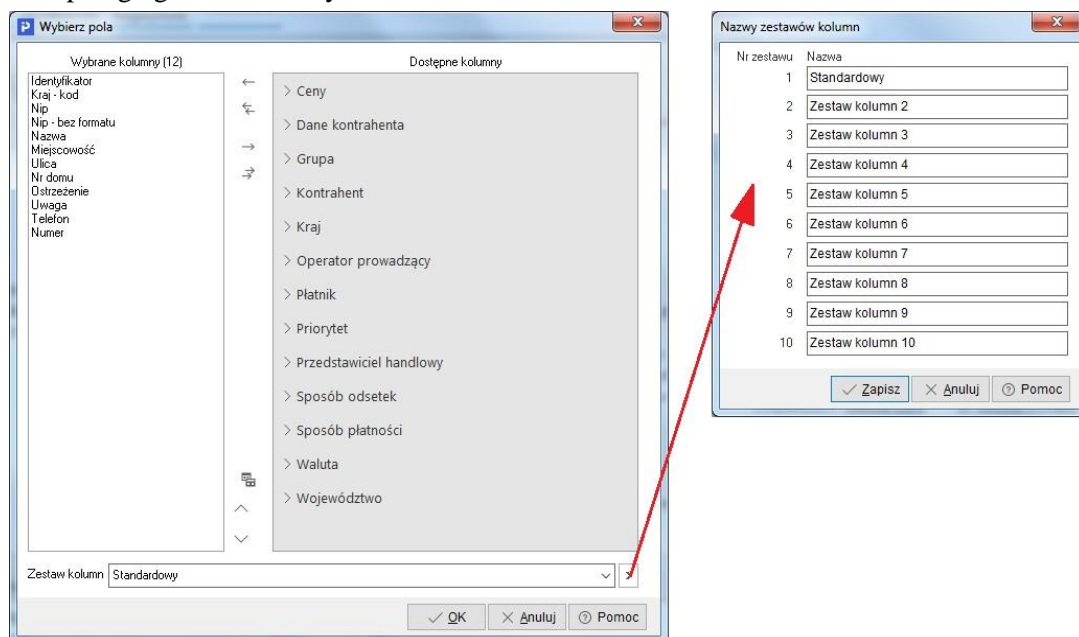 Wybierz pola
Wybrane kolumny (12)
Dostępne kolumny
Identyfikator
Kraj - kod
Nip
Nip - bez formatu
Nazwa
Miejscowość
Ulica
Nr domu
Ostrzeżenie
Uwaga
Telefon
Numer
Ceny
Dane kontrahenta
Grupa
Kontrahent
Kraj
Operator prowadzący
Płatnik
Priorytet
Przedstawiciel handlowy
Sposób odsetek
Sposób płatności
Waluta
Województwo
Zestaw kolumn Standardowy
OK Anuluj Pomoc
Nazwy zestawów kolumn
Nr zestawu Nazwa
1 Standardowy
2 Zestaw kolumn 2
3 Zestaw kolumn 3
4 Zestaw kolumn 4
5 Zestaw kolumn 5
6 Zestaw kolumn 6
7 Zestaw kolumn 7
8 Zestaw kolumn 8
9 Zestaw kolumn 9
10 Zestaw kolumn 10
Zapisz Anuluj Pomoc